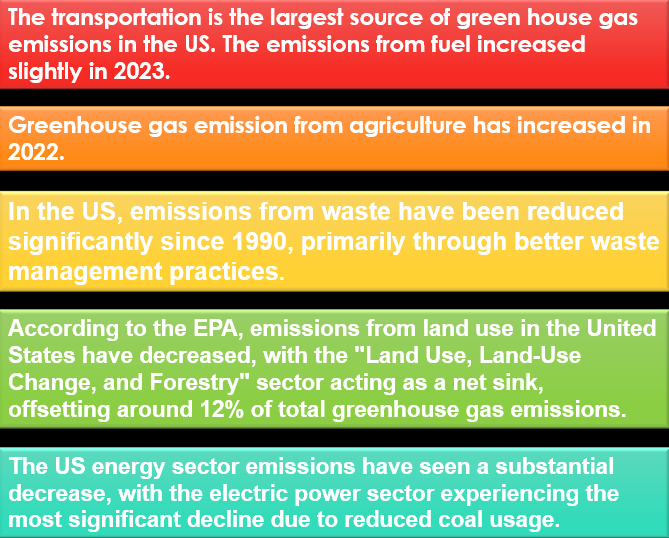 The transportation is the largest source of green house gas
emissions in the US. The emissions from fuel increased
slightly in 2023.
Greenhouse gas emission from agriculture has increased in
2022.
In the US, emissions from waste have been reduced
significantly since 1990, primarily through better waste
management practices.
According to the EPA, emissions from land use in the United
States have decreased, with the "Land Use, Land-Use
Change, and Forestry" sector acting as a net sink,
offsetting around 12% of total greenhouse gas emissions.
The US energy sector emissions have seen a substantial
decrease, with the electric power sector experiencing the
most significant decline due to reduced coal usage.